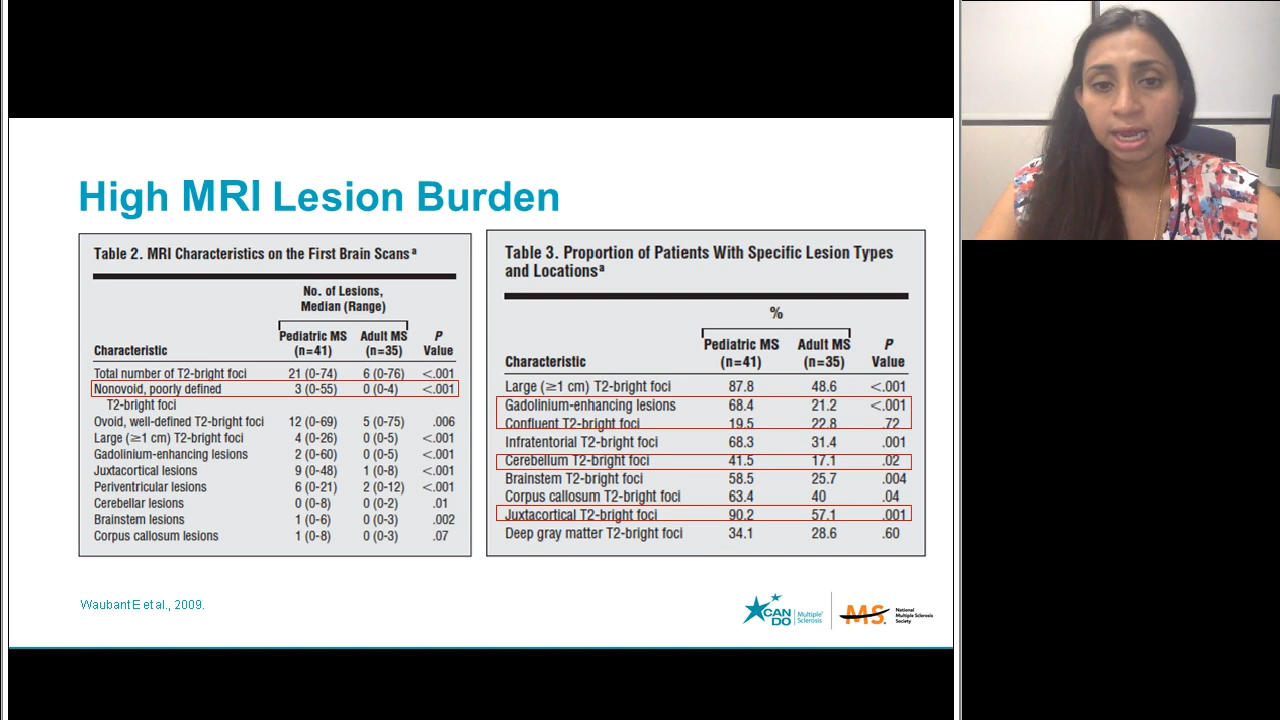 High MRI Lesion Burden
Table 2. MRI Characteristics on the First Brain Scans a
No. of Lesions,
Median (Range)
Pediatric MS Adult MS P
Characteristic (n=41) (n=35) Value
Total number of T2-bright foci 21 (0-74) 6 (0-76) <.001
Nonovoid, poorly defined 3 (0-55) 0 (0-4) <.001
T2-bright foci
Ovoid, well-defined T2-bright foci 12 (0-69) 5 (0-75) .006
Large (≥1 cm) T2-bright foci 4 (0-26) 0 (0-5) <.001
Gadolinium-enhancing lesions 2 (0-60) 0 (0-5) <.001
Juxtacortical lesions 9 (0-48) 1 (0-8) <.001
Periventricular lesions 6 (0-21) 2 (0-12) <.001
Cerebellar lesions 0 (0-8) 0 (0-2) .01
Brainstem lesions 1 (0-6) 0 (0-3) .002
Corpus callosum lesions 1 (0-8) 0 (0-3) .07
Table 3. Proportion of Patients With Specific Lesion Types
and Locations a
%
Pediatric MS Adult MS P
Characteristic (n=41) (n=35) Value
Large (≥1 cm) T2-bright foci 87.8 48.6 <.001
Gadolinium-enhancing lesions 68.4 21.2 <.001
Confluent T2-bright foci 19.5 22.8 .72
Infratentorial T2-bright foci 68.3 31.4 .001
Cerebellum T2-bright foci 41.5 17.1 .02
Brainstem T2-bright foci 58.5 25.7 .004
Corpus callosum T2-bright foci 63.4 40 .04
Juxtacortical T2-bright foci 90.2 57.1 .001
Deep gray matter T2-bright foci 34.1 28.6 .60
Waubant E et al., 2009.
CAN
DO
Multiple
Sclerosis
MS
National
Multiple Sclerosis
Society